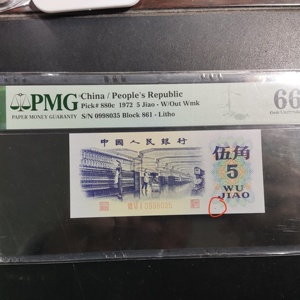 PMG
PAPER MONEY GUARANTY
China / People's Republic
Pick# 880c 1972 5 Jiao - W/Out Wmk
S/N 0998035 Block 861 - Litho
66
中国人民银行
伍角
5
WU
JIAO
0998035